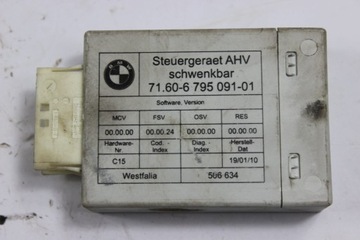 BMW
Steuergeraet AHV
schwenkbar
71.60-6 795 091-01
Software. Version
MCV FSV OSV RES
00.00.00 00.00.24 00.00.00 00.00.00
Hardware-Nr. Cod.-Index Diag.-Index Herstell-Dat
C15 19/01/10
Westfalia 506 634